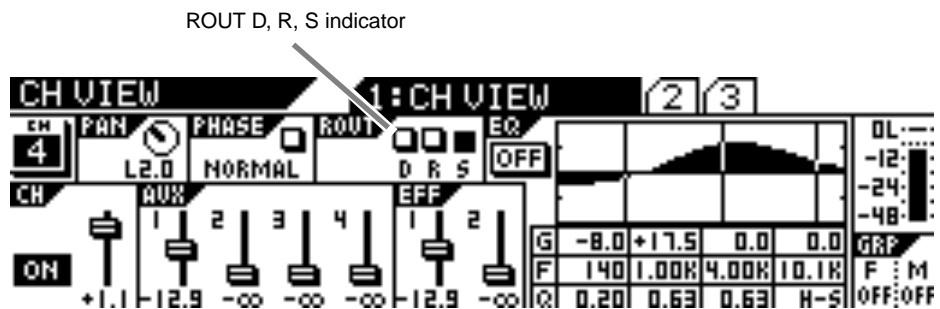 ROUT D, R, S indicator
CH VIEW 1:CH VIEW 2 3
CH PAN PHASE ROUT EQ OL
4 L2.0 NORMAL D R S OFF -12
-24
-48
CH AUX EFF
1 2 3 4 1 2
G -8.0 +17.5 0.0 0.0 GRP
ON F 140 1.00K 4.00K 10.1K F M
+1.1 -12.9 -∞ -∞ -∞ -12.9 -∞ Q 0.20 0.63 0.63 H-S OFF OFF